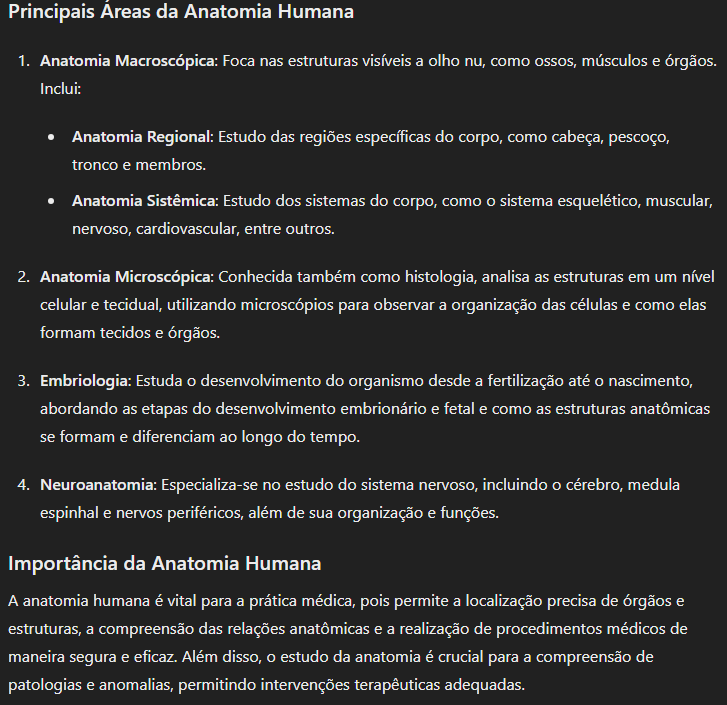 Principais Áreas da Anatomia Humana
1. Anatomia Macroscópica: Foca nas estruturas visíveis a olho nu, como ossos, músculos e órgãos.
Inclui:
• Anatomia Regional: Estudo das regiões específicas do corpo, como cabeça, pescoço,
tronco e membros.
• Anatomia Sistêmica: Estudo dos sistemas do corpo, como o sistema esquelético, muscular,
nervoso, cardiovascular, entre outros.
2. Anatomia Microscópica: Conhecida também como histologia, analisa as estruturas em um nível
celular e tecidual, utilizando microscópios para observar a organização das células e como elas
formam tecidos e órgãos.
3. Embriologia: Estuda o desenvolvimento do organismo desde a fertilização até o nascimento,
abordando as etapas do desenvolvimento embrionário e fetal e como as estruturas anatômicas
se formam e diferenciam ao longo do tempo.
4. Neuroanatomia: Especializa-se no estudo do sistema nervoso, incluindo o cérebro, medula
espinhal e nervos periféricos, além de sua organização e funções.
Importância da Anatomia Humana
A anatomia humana é vital para a prática médica, pois permite a localização precisa de órgãos e
estruturas, a compreensão das relações anatômicas e a realização de procedimentos médicos de
maneira segura e eficaz. Além disso, o estudo da anatomia é crucial para a compreensão de
patologias e anomalias, permitindo intervenções terapêuticas adequadas.